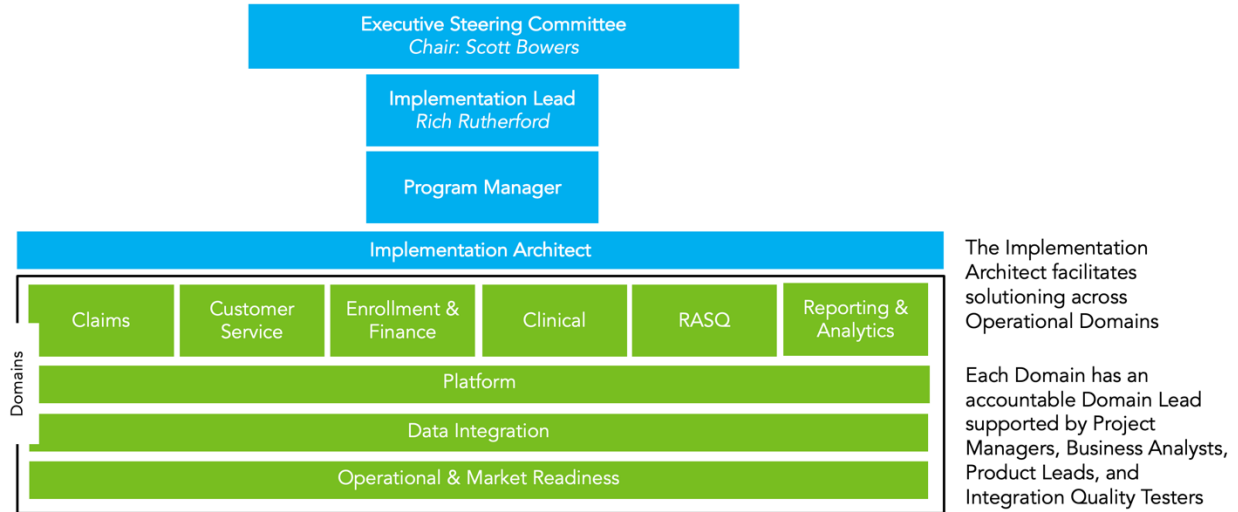 Executive Steering Committee
Chair: Scott Bowers
Implementation Lead
Rich Rutherford
Program Manager
Implementation Architect
The Implementation
Architect facilitates
solutioning across
Operational Domains
Domains
Claims
Customer
Service
Enrollment &
Finance
Clinical
RASQ
Reporting &
Analytics
Platform
Data Integration
Operational & Market Readiness
Each Domain has an
accountable Domain Lead
supported by Project
Managers, Business Analysts,
Product Leads, and
Integration Quality Testers